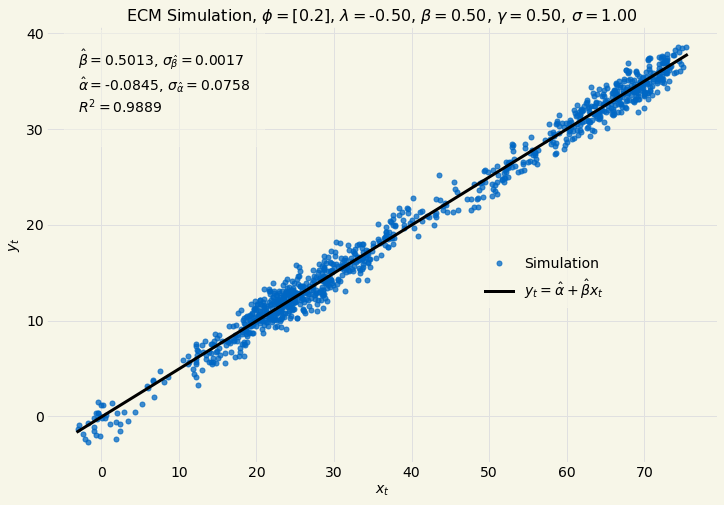 ECM Simulation, ϕ = [0.2], λ = -0.50, β = 0.50, γ = 0.50, σ = 1.00
β̂ = 0.5013, σ_β̂ = 0.0017
α̂ = -0.0845, σ_α̂ = 0.0758
R² = 0.9889
40
30
20
10
0
y_t
Simulation
y_t = α̂ + β̂x_t
0 10 20 30 40 50 60 70
x_t